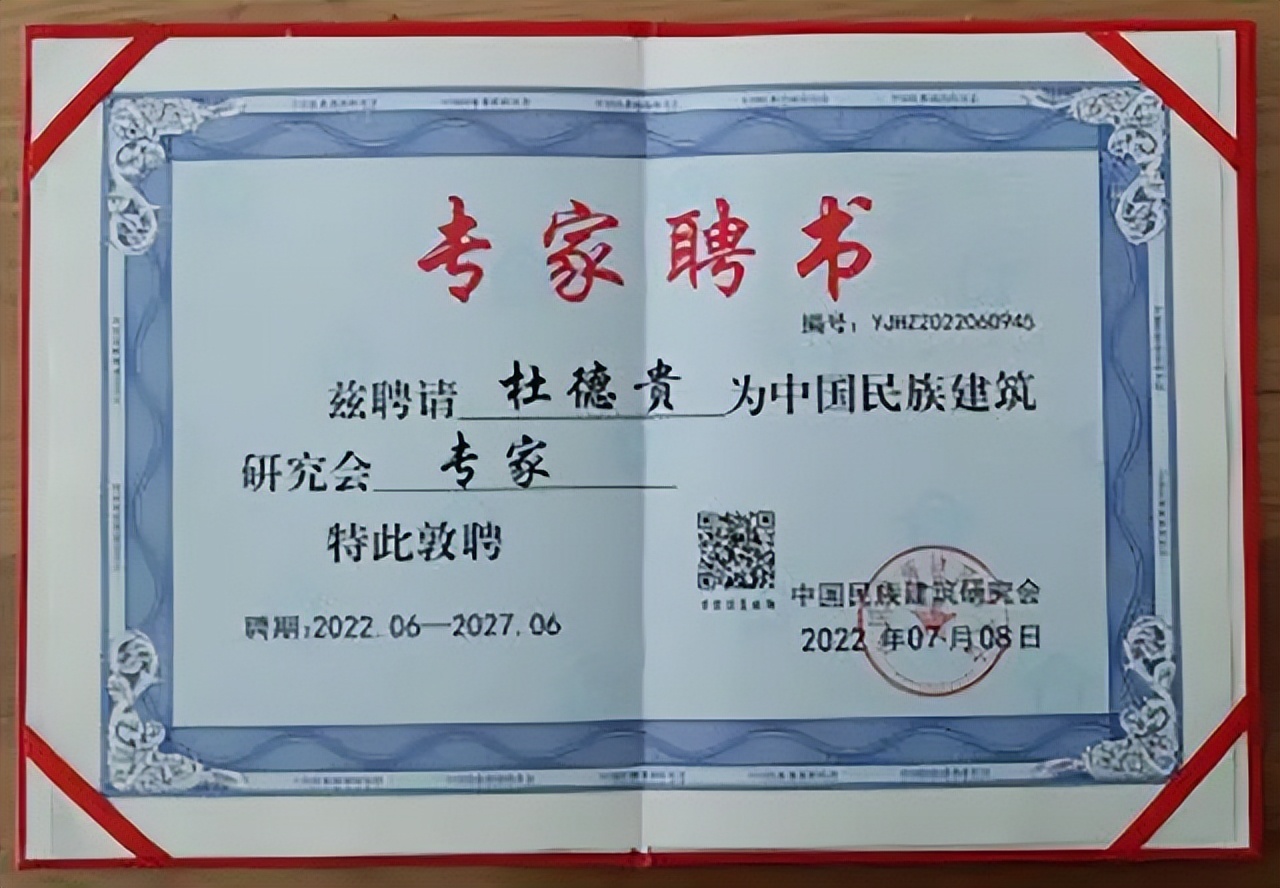 专家聘书
编号：YJHZ2022060946
兹聘请 杜德贵 为中国民族建筑
研究会 专家
特此敦聘
聘期:2022.06—2027.06
中国民族建筑研究会
2022 年07月08日